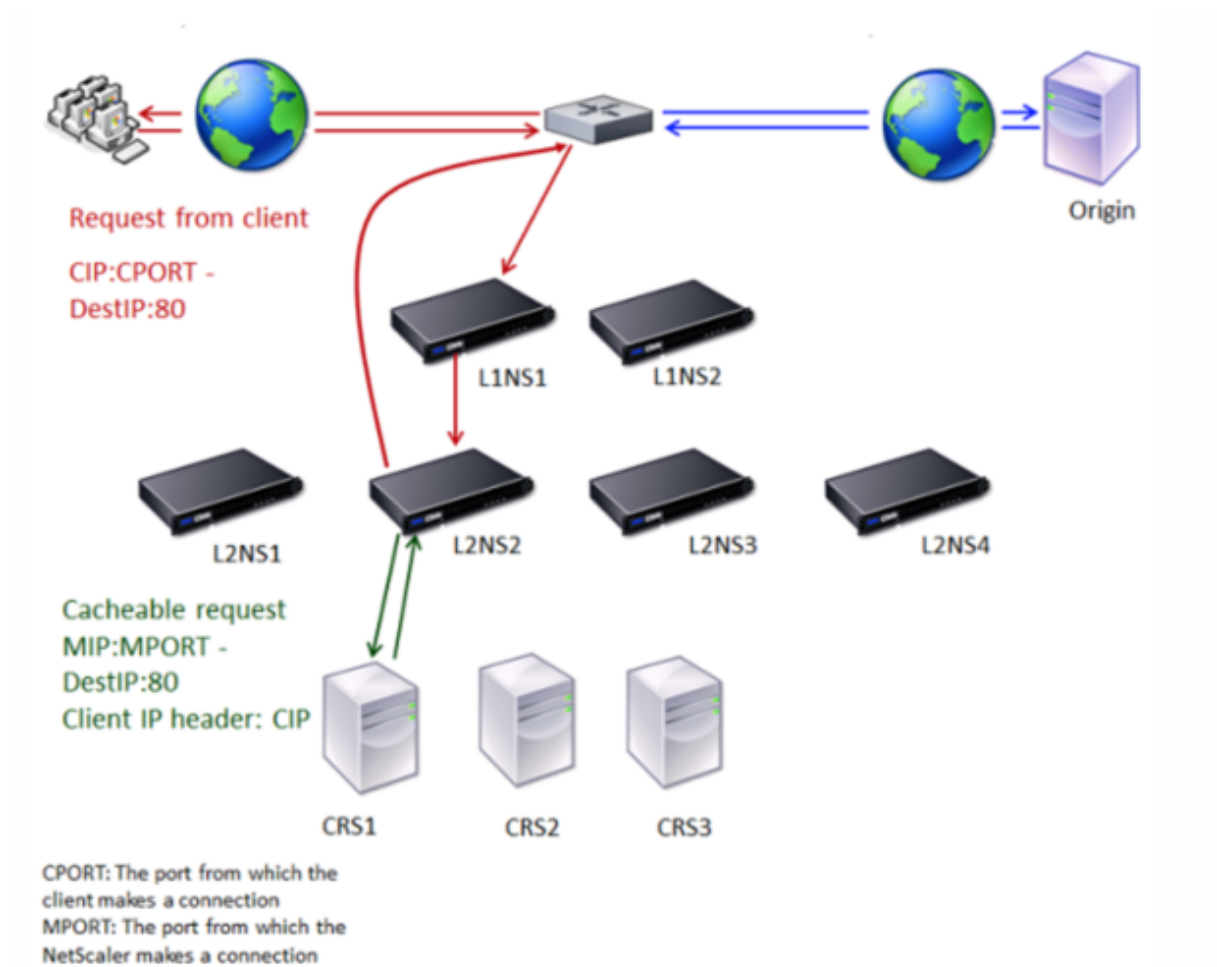 Origin
Request from client
CIP:CPORT -
DestIP:80
L1NS1
L1NS2
L2NS1
L2NS2
L2NS3
L2NS4
Cacheable request
MIP:MPORT -
DestIP:80
Client IP header: CIP
CRS1
CRS2
CRS3
CPORT: The port from which the
client makes a connection
MPORT: The port from which the
NetScaler makes a connection